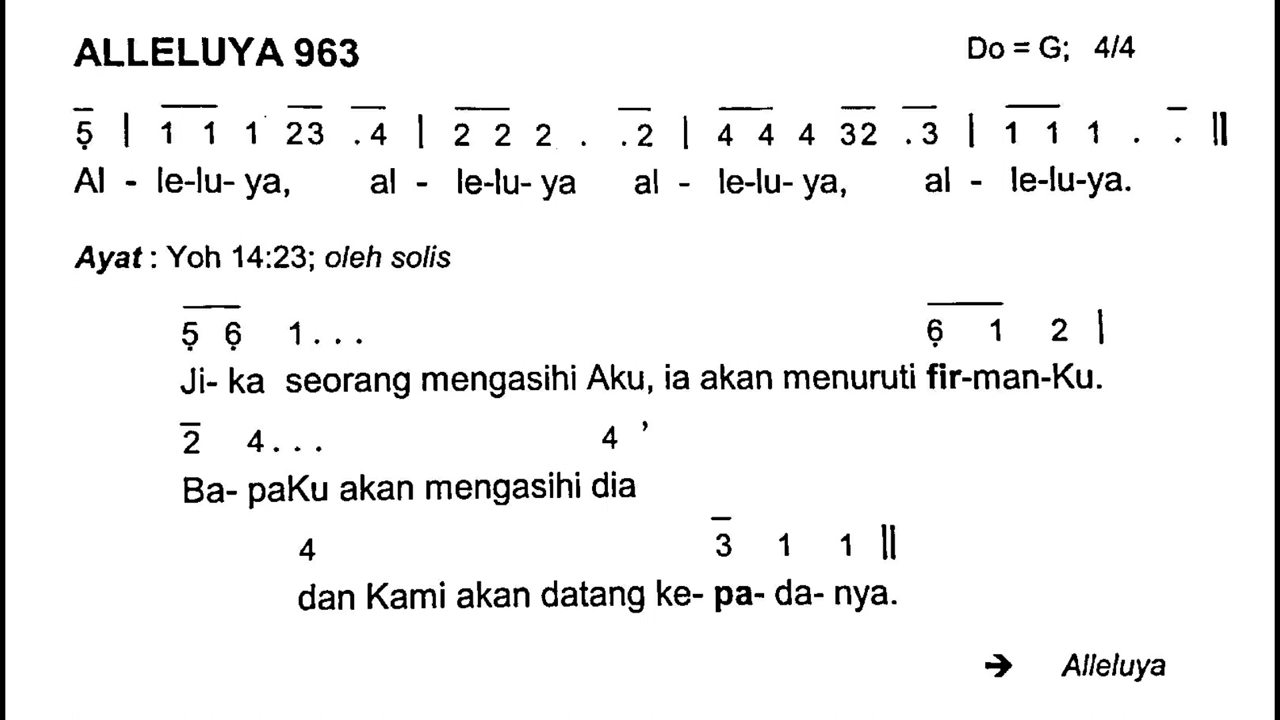 ALLELUYA 963 Do = G; 4/4
5̣ | 1 1 1 23 .4 | 2 2 2 . .2 | 4 4 4 32 .3 | 1 1 1 . . ||
Al - le-lu- ya, al - le-lu- ya al - le-lu- ya, al - le-lu-ya.
Ayat : Yoh 14:23; oleh solis
5̣ 6̣ 1 . . . 6̣ 1 2 |
Ji- ka seorang mengasihi Aku, ia akan menuruti fir-man-Ku.
2 4 . . . 4 ’
Ba- paKu akan mengasihi dia
4 3 1 1 ||
dan Kami akan datang ke- pa- da- nya.
➔ Alleluya